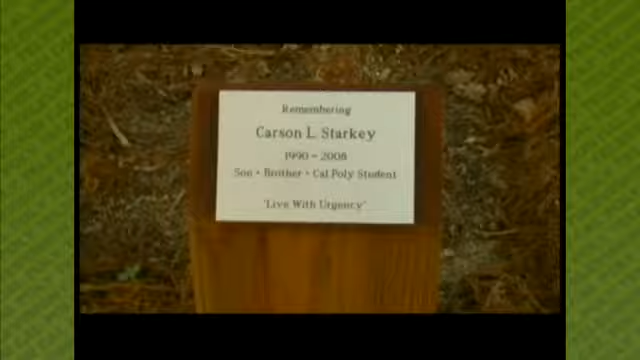 Remembering
Carson L. Starkey
1990 - 2008
Son • Brother • Cal Poly Student
"Live With Urgency"